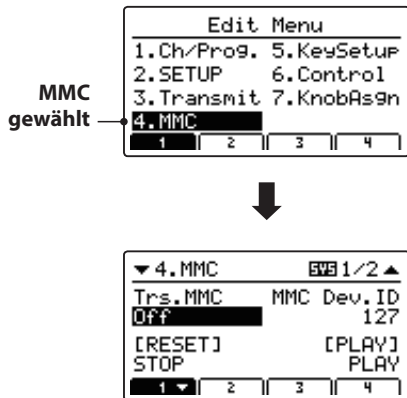 Edit Menu
1.Ch/Prog. 5.KeySetup
2.SETUP 6.Control
3.Transmit 7.KnobAsgn
4.MMC
1 2 3 4
MMC
gewählt
▼4.MMC SYS 1/2▲
Trs.MMC MMC Dev.ID
Off 127
[RESET] [PLAY]
STOP PLAY
1▼ 2 3 4